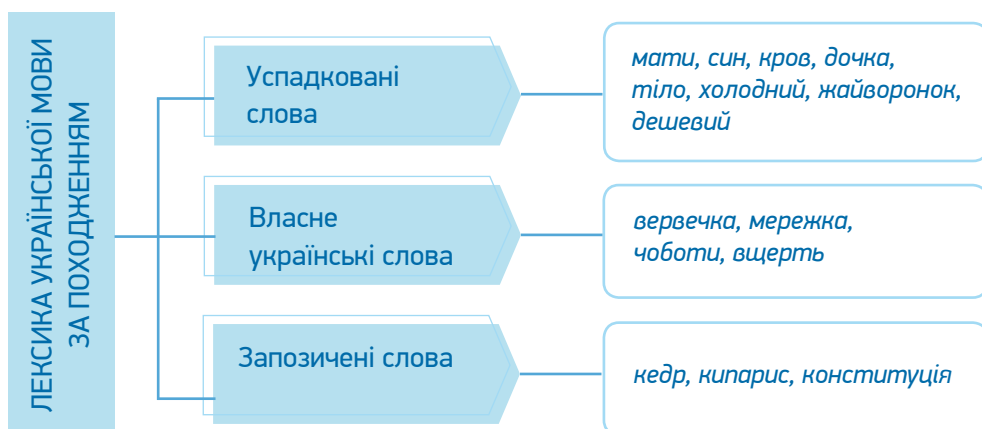 ЛЕКСИКА УКРАЇНСЬКОЇ МОВИ
ЗА ПОХОДЖЕННЯМ
Успадковані
слова
мати, син, кров, дочка,
тіло, холодний, жайворонок,
дешевий
Власне
українські слова
вервечка, мережка,
чоботи, вщерть
Запозичені слова
кедр, кипарис, конституція